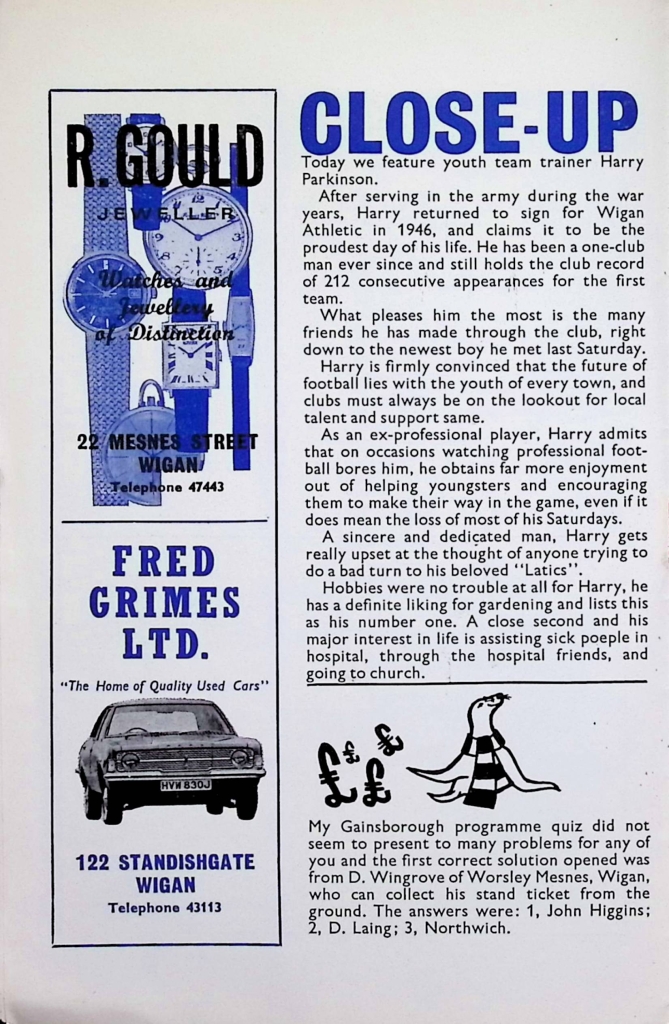 R. GOULD
JEWELLER
Watches and
Jewellery
of Distinction
22 MESNES STREET
WIGAN
Telephone 47443
FRED
GRIMES
LTD.
"The Home of Quality Used Cars"
HVW 830J
122 STANDISHGATE
WIGAN
Telephone 43113
CLOSE-UP
Today we feature youth team trainer Harry
Parkinson.
After serving in the army during the war
years, Harry returned to sign for Wigan
Athletic in 1946, and claims it to be the
proudest day of his life. He has been a one-club
man ever since and still holds the club record
of 212 consecutive appearances for the first
team.
What pleases him the most is the many
friends he has made through the club, right
down to the newest boy he met last Saturday.
Harry is firmly convinced that the future of
football lies with the youth of every town, and
clubs must always be on the lookout for local
talent and support same.
As an ex-professional player, Harry admits
that on occasions watching professional foot-
ball bores him, he obtains far more enjoyment
out of helping youngsters and encouraging
them to make their way in the game, even if it
does mean the loss of most of his Saturdays.
A sincere and dedicated man, Harry gets
really upset at the thought of anyone trying to
do a bad turn to his beloved "Latics".
Hobbies were no trouble at all for Harry, he
has a definite liking for gardening and lists this
as his number one. A close second and his
major interest in life is assisting sick poeple in
hospital, through the hospital friends, and
going to church.
£ £ £ £
My Gainsborough programme quiz did not
seem to present to many problems for any of
you and the first correct solution opened was
from D. Wingrove of Worsley Mesnes, Wigan,
who can collect his stand ticket from the
ground. The answers were: 1, John Higgins;
2, D. Laing; 3, Northwich.